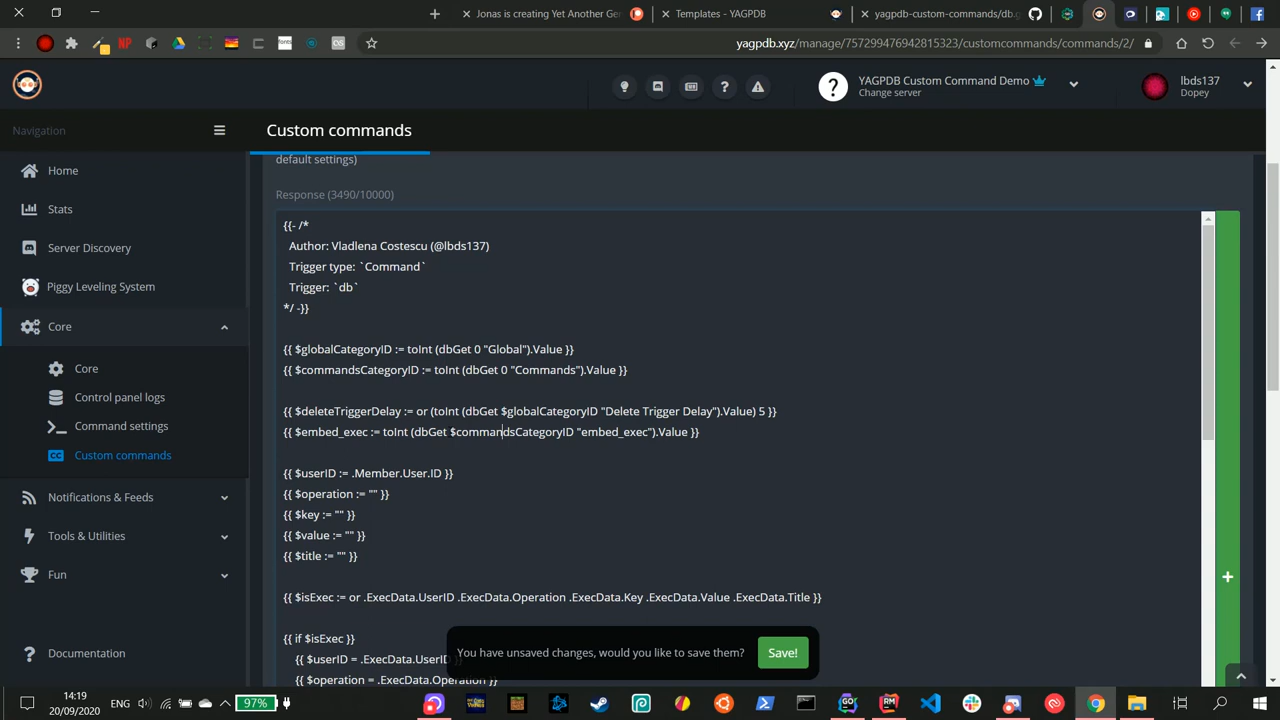 Jonas is creating Yet Another Ge
Templates - YAGPDB
yagpdb-custom-commands/db.g
yagpdb.xyz/manage/757299476942815323/customcommands/commands/2/
YAGPDB Custom Command Demo
Change server
lbds137
Dopey
Navigation
Custom commands
Home
Stats
Server Discovery
Piggy Leveling System
Core
Core
Control panel logs
Command settings
Custom commands
Notifications & Feeds
Tools & Utilities
Fun
Documentation
default settings)
Response (3490/10000)
{{- /*
Author: Vladlena Costescu (@lbds137)
Trigger type: `Command`
Trigger: `db`
*/ -}}
{{ $globalCategoryID := toInt (dbGet 0 "Global").Value }}
{{ $commandsCategoryID := toInt (dbGet 0 "Commands").Value }}
{{ $deleteTriggerDelay := or (toInt (dbGet $globalCategoryID "Delete Trigger Delay").Value) 5 }}
{{ $embed_exec := toInt (dbGet $commandsCategoryID "embed_exec").Value }}
{{ $userID := .Member.User.ID }}
{{ $operation := "" }}
{{ $key := "" }}
{{ $value := "" }}
{{ $title := "" }}
{{ $isExec := or .ExecData.UserID .ExecData.Operation .ExecData.Key .ExecData.Value .ExecData.Title }}
{{ if $isExec }}
{{ $userID = .ExecData.UserID
{{ $operation = .ExecData.Operation
You have unsaved changes, would you like to save them?
Save!
14:19
20/09/2020
97%
ENG